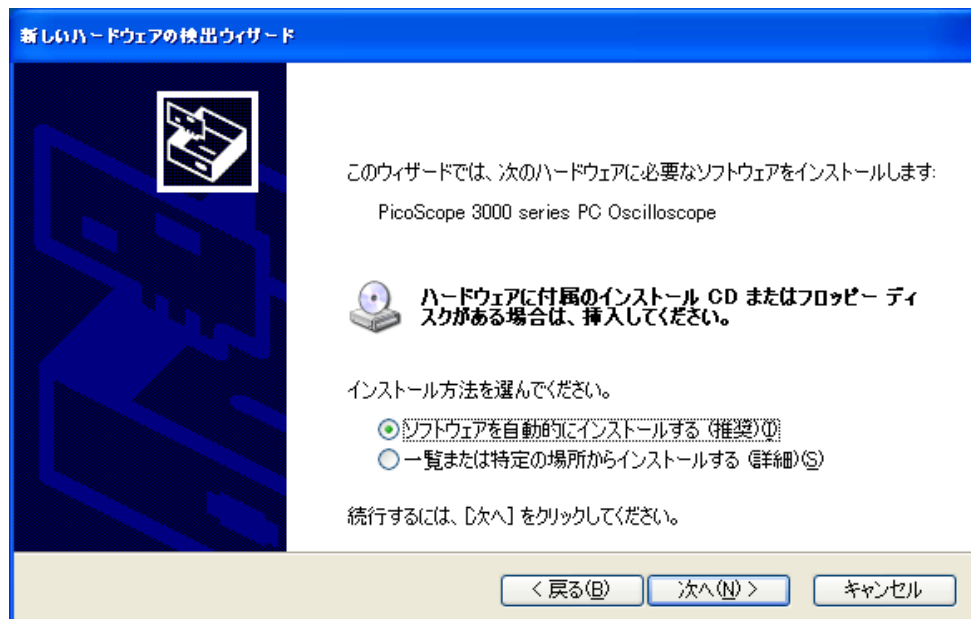 新しいハードウェアの検出ウィザード
このウィザードでは、次のハードウェアに必要なソフトウェアをインストールします:
PicoScope 3000 series PC Oscilloscope
ハードウェアに付属のインストール CD またはフロッピー ディ
スクがある場合は、挿入してください。
インストール方法を選んでください。
ソフトウェアを自動的にインストールする (推奨)(I)
一覧または特定の場所からインストールする (詳細)(S)
続行するには、[次へ] をクリックしてください。
< 戻る(B)
次へ(N) >
キャンセル